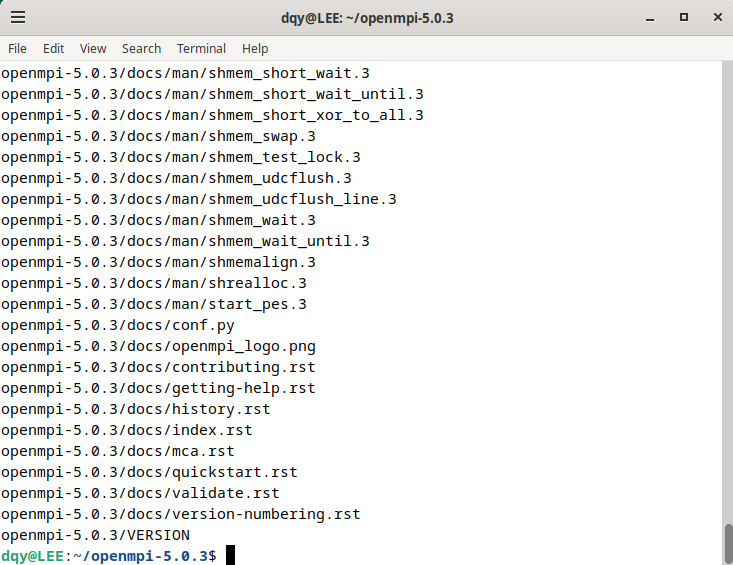 dqy@LEE: ~/openmpi-5.0.3
File Edit View Search Terminal Help
openmpi-5.0.3/docs/man/shmem_short_wait.3
openmpi-5.0.3/docs/man/shmem_short_wait_until.3
openmpi-5.0.3/docs/man/shmem_short_xor_to_all.3
openmpi-5.0.3/docs/man/shmem_swap.3
openmpi-5.0.3/docs/man/shmem_test_lock.3
openmpi-5.0.3/docs/man/shmem_udcflush.3
openmpi-5.0.3/docs/man/shmem_udcflush_line.3
openmpi-5.0.3/docs/man/shmem_wait.3
openmpi-5.0.3/docs/man/shmem_wait_until.3
openmpi-5.0.3/docs/man/shmemalign.3
openmpi-5.0.3/docs/man/shrealloc.3
openmpi-5.0.3/docs/man/start_pes.3
openmpi-5.0.3/docs/conf.py
openmpi-5.0.3/docs/openmpi_logo.png
openmpi-5.0.3/docs/contributing.rst
openmpi-5.0.3/docs/getting-help.rst
openmpi-5.0.3/docs/history.rst
openmpi-5.0.3/docs/index.rst
openmpi-5.0.3/docs/mca.rst
openmpi-5.0.3/docs/quickstart.rst
openmpi-5.0.3/docs/validate.rst
openmpi-5.0.3/docs/version-numbering.rst
openmpi-5.0.3/VERSION
dqy@LEE:~/openmpi-5.0.3$